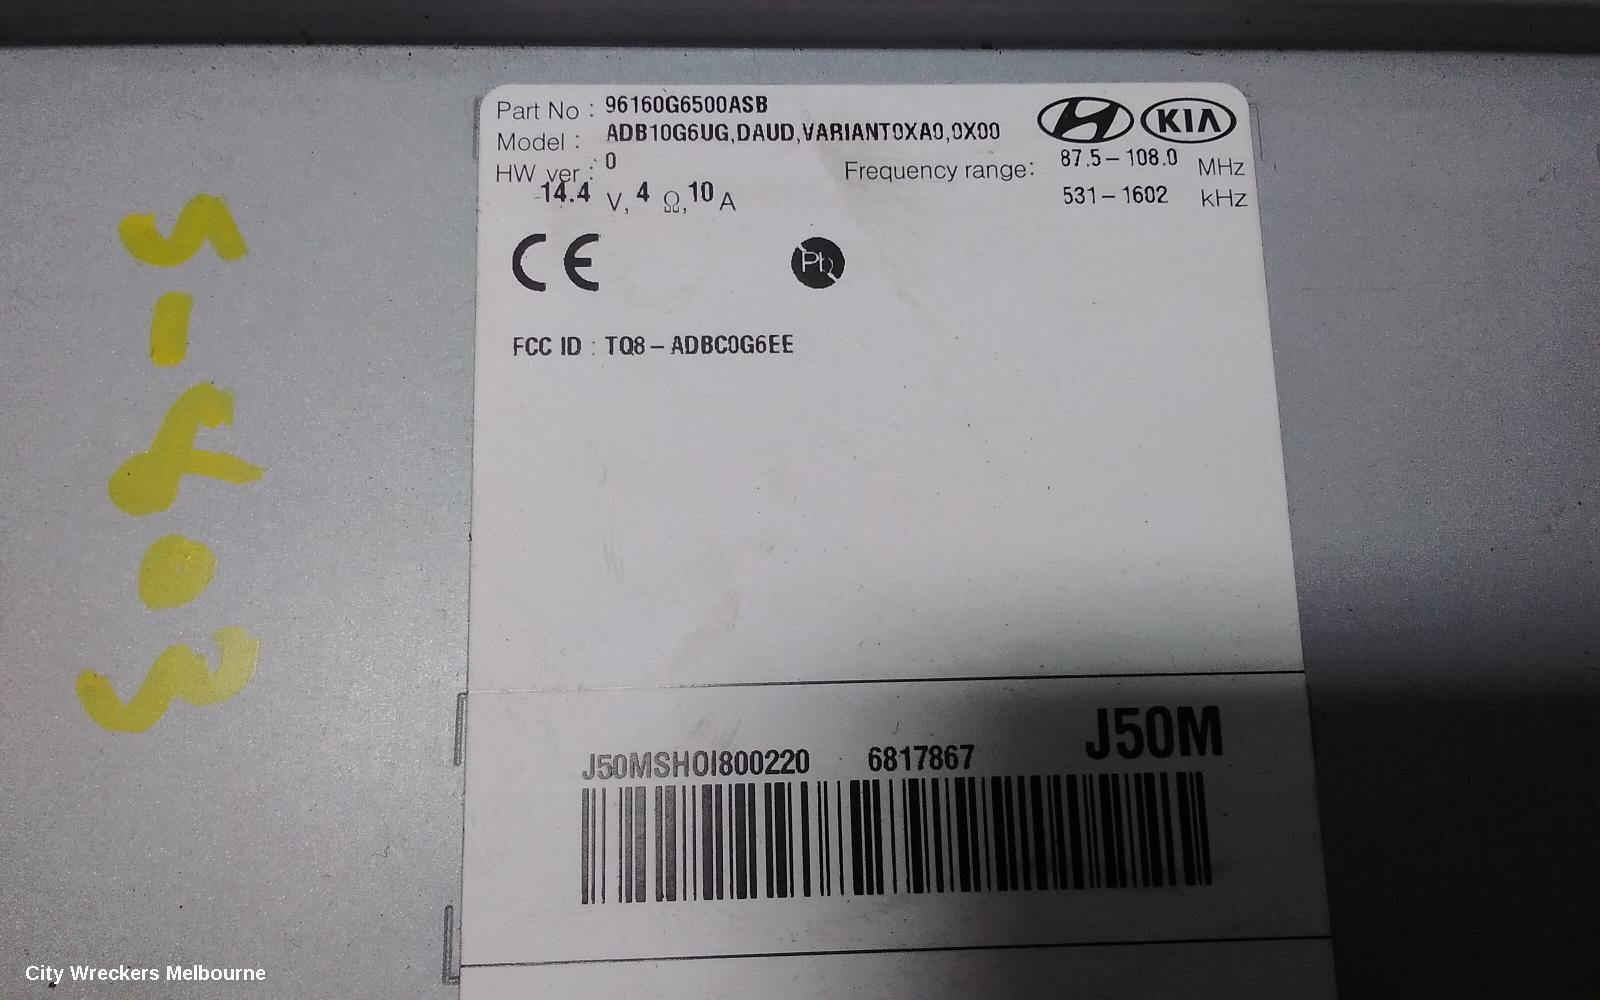 Part No : 96160G6500ASB
Model : ADB10G6UG,DAUD,VARIANT0XA0,0X00
HW ver : 0
14.4 V, 4 Ω, 10 A
KIA
Frequency range: 87.5－108.0 MHz
531－1602 kHz
CE
Pb
FCC ID : TQ8－ADBC0G6EE
J50M
J50MSH0I800220 6817867
City Wreckers Melbourne